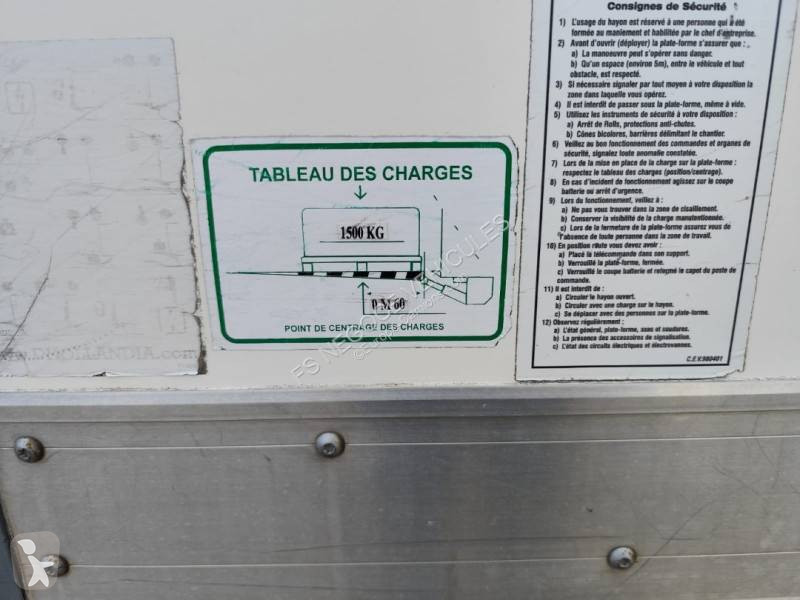 TABLEAU DES CHARGES
1500 KG
0 M 60
POINT DE CENTRAGE DES CHARGES
Consignes de Sécurité
1) L'usage du hayon est réservé à une personne qui a été
formée au maniement et habilitée par le chef d'entreprise.
2) Avant d'ouvrir (déployer) la plate-forme s'assurer que :
a) La manoeuvre peut s'opérer sans danger.
b) Qu'un espace (environ 5m), entre le véhicule et tout
obstacle, est respecté.
3) Si nécessaire signaler par tout moyen à votre disposition la
zone dans laquelle vous opérez.
4) Il est interdit de passer sous la plate-forme, même à vide.
5) Utilisez les instruments de sécurité à votre disposition :
a) Arrêt de Rolls, protections anti-chutes.
b) Cônes bicolores, barrières délimitant le chantier.
6) Veillez au bon fonctionnement des commandes et organes de
sécurité, signalez toute anomalie constatée.
7) Lors de la mise en place de la charge sur la plate-forme :
respectez le tableau des charges (position/centrage).
8) En cas d'incident de fonctionnement agissez sur le coupe
batterie ou arrêt d'urgence.
9) Lors du fonctionnement, veillez à :
a) Ne pas vous trouver dans la zone de cisaillement.
b) Conserver la visibilité de la charge manutentionnée.
c) Lors de la fermeture de la plate-forme assurez vous de
l'absence de toute personne dans la zone de travail.
10) En position route vous devez avoir :
a) Placé la télécommande dans son support.
b) Verrouillé la plate-forme, fermée.
c) Verrouillé le coupe batterie et refermé le capot du poste de
commande.
11) Il est interdit de :
a) Circuler le hayon ouvert.
b) Circuler avec une charge sur le hayon.
c) Se déplacer avec des personnes sur la plate-forme.
12) Observez régulièrement :
a) L'état général, plate-forme, axes et soudures.
b) La présence des accessoires de signalisation.
c) L'état des circuits électriques et électrovannes.
C.E.V.980401
FS NEGOCE VEHICULES